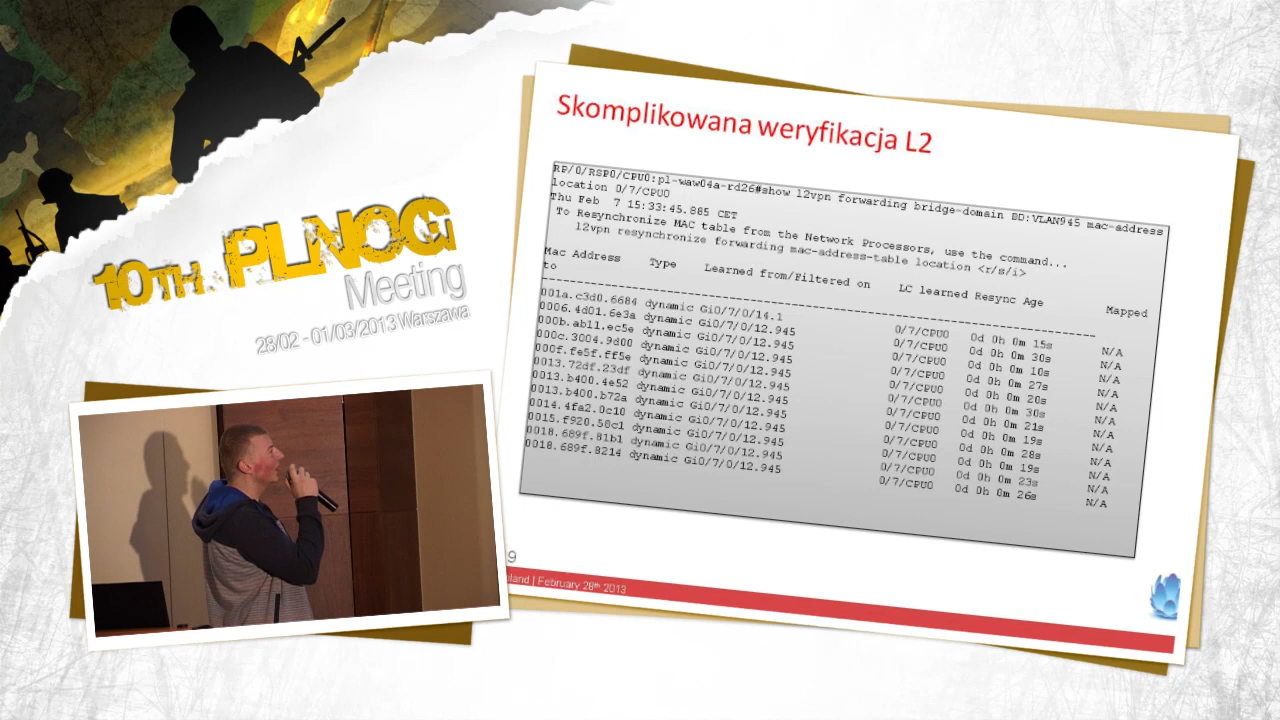 10TH PLNOG
Meeting
28/02 - 01/03/2013 Warszawa
Skomplikowana weryfikacja L2
RP/0/RSP0/CPU0:pl-waw04a-rd26#show l2vpn forwarding bridge-domain BD:VLAN945 mac-address
location 0/7/CPU0
Thu Feb 7 15:33:45.885 CET
To Resynchronize MAC table from the Network Processors, use the command...
l2vpn resynchronize forwarding mac-address-table location <r/s/i>
Mac Address Type Learned from/Filtered on LC learned Resync Age Mapped
to
--------------------------------------------------------------------------------
001a.c3d0.6684 dynamic Gi0/7/0/14.1 0/7/CPU0 0d 0h 0m 15s N/A
0006.4d01.6e3a dynamic Gi0/7/0/12.945 0/7/CPU0 0d 0h 0m 30s N/A
000b.ab11.ec5e dynamic Gi0/7/0/12.945 0/7/CPU0 0d 0h 0m 10s N/A
000c.3004.9d00 dynamic Gi0/7/0/12.945 0/7/CPU0 0d 0h 0m 27s N/A
000f.fe5f.ff5e dynamic Gi0/7/0/12.945 0/7/CPU0 0d 0h 0m 20s N/A
0013.72df.23df dynamic Gi0/7/0/12.945 0/7/CPU0 0d 0h 0m 30s N/A
0013.b400.4e52 dynamic Gi0/7/0/12.945 0/7/CPU0 0d 0h 0m 21s N/A
0013.b400.b72a dynamic Gi0/7/0/12.945 0/7/CPU0 0d 0h 0m 19s N/A
0014.4fa2.0c10 dynamic Gi0/7/0/12.945 0/7/CPU0 0d 0h 0m 28s N/A
0015.f920.58c1 dynamic Gi0/7/0/12.945 0/7/CPU0 0d 0h 0m 19s N/A
0018.689f.81b1 dynamic Gi0/7/0/12.945 0/7/CPU0 0d 0h 0m 23s N/A
0018.689f.8214 dynamic Gi0/7/0/12.945 0/7/CPU0 0d 0h 0m 26s N/A
9
| February 28th 2013